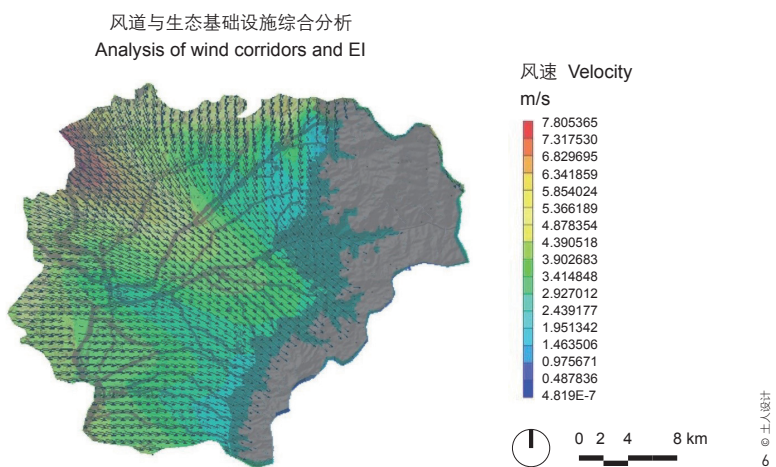 风道与生态基础设施综合分析
Analysis of wind corridors and EI
风速 Velocity
m/s
7.805365
7.317530
6.829695
6.341859
5.854024
5.366189
4.878354
4.390518
3.902683
3.414848
2.927012
2.439177
1.951342
1.463506
0.975671
0.487836
4.819E-7
0 2 4 8 km
© 土人设计
6